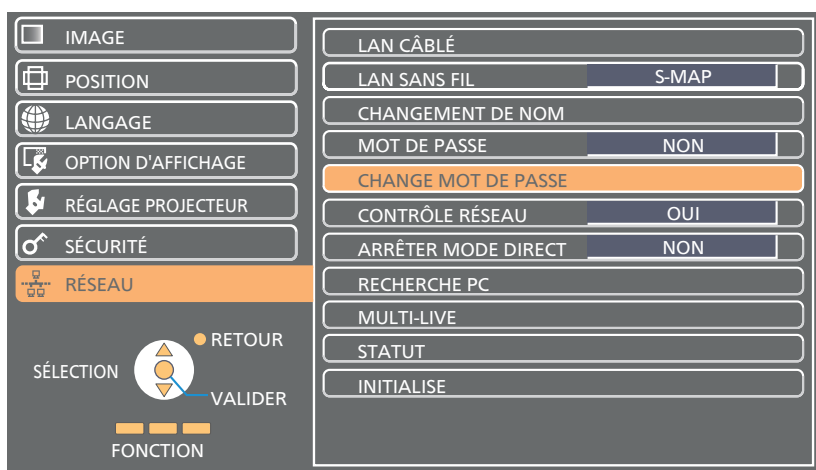 IMAGE
POSITION
LANGAGE
OPTION D'AFFICHAGE
RÉGLAGE PROJECTEUR
SÉCURITÉ
RÉSEAU
RETOUR
SÉLECTION
VALIDER
FONCTION
LAN CÂBLÉ
LAN SANS FIL S-MAP
CHANGEMENT DE NOM
MOT DE PASSE NON
CHANGE MOT DE PASSE
CONTRÔLE RÉSEAU OUI
ARRÊTER MODE DIRECT NON
RECHERCHE PC
MULTI-LIVE
STATUT
INITIALISE